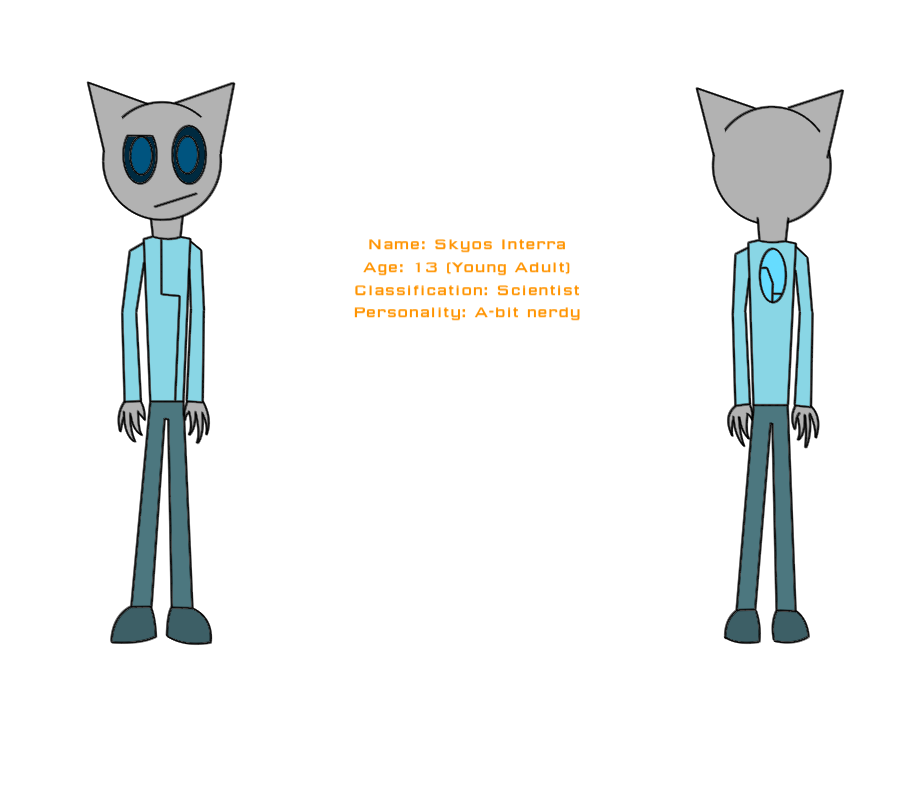 Name: Skyos Interra
Age: 13 (Young Adult)
Classification: Scientist
Personality: A-bit nerdy